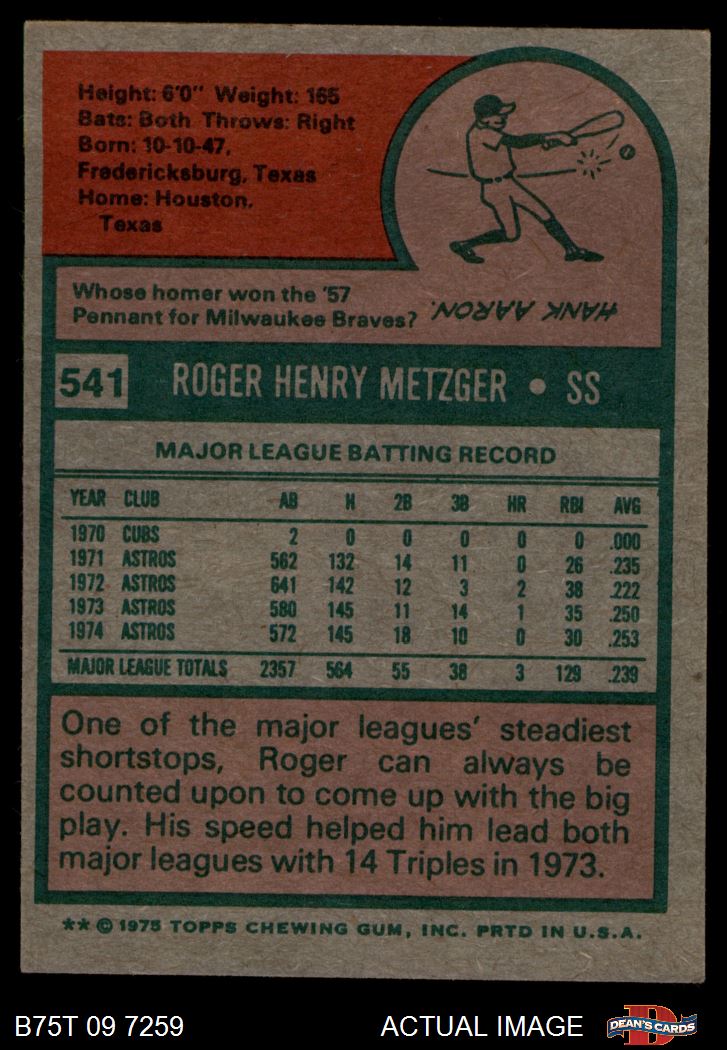 Height: 6'0" Weight: 165
Bats: Both Throws: Right
Born: 10-10-47,
Fredericksburg, Texas
Home: Houston,
Texas
Whose homer won the '57
Pennant for Milwaukee Braves?
HANK AARON.
541 ROGER HENRY METZGER • SS
MAJOR LEAGUE BATTING RECORD
YEAR CLUB AB H 2B 3B HR RBI AVG
1970 CUBS 2 0 0 0 0 0 .000
1971 ASTROS 562 132 14 11 0 26 .235
1972 ASTROS 641 142 12 3 2 38 .222
1973 ASTROS 580 145 11 14 1 35 .250
1974 ASTROS 572 145 18 10 0 30 .253
MAJOR LEAGUE TOTALS 2357 564 55 38 3 129 .239
One of the major leagues' steadiest
shortstops, Roger can always be
counted upon to come up with the big
play. His speed helped him lead both
major leagues with 14 Triples in 1973.
** © 1975 TOPPS CHEWING GUM, INC. PRTD IN U.S.A.
B75T 09 7259 ACTUAL IMAGE
DEAN'S CARDS